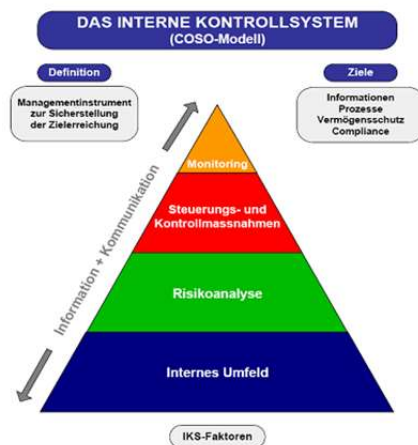 DAS INTERNE KONTROLLSYSTEM
(COSO-Modell)
Definition
Managementinstrument
zur Sicherstellung
der Zielerreichung
Ziele
Informationen
Prozesse
Vermögensschutz
Compliance
Information + Kommunikation
Monitoring
Steuerungs- und
Kontrollmassnahmen
Risikoanalyse
Internes Umfeld
IKS-Faktoren